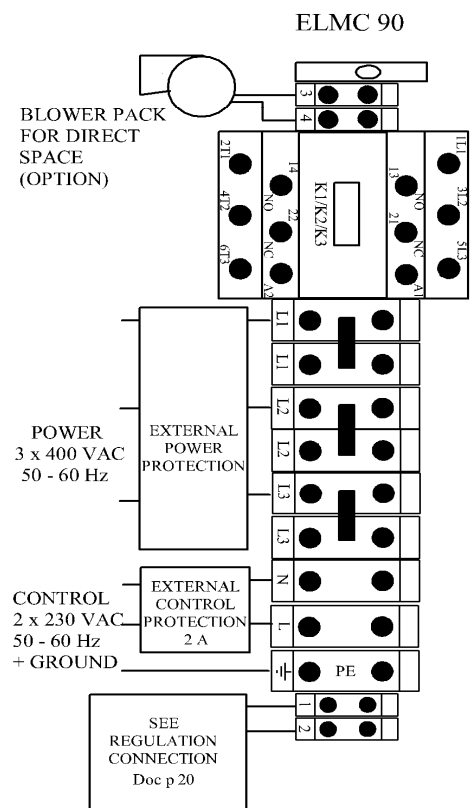 ELMC 90
BLOWER PACK
FOR DIRECT
SPACE
(OPTION)
3
4
2T1
4T2
6T3
14
NO
22
NC
A2
K1/K2/K3
13
NO
21
NC
A1
1L1
3L2
5L3
L1
L1
L2
L2
L3
L3
N
L
PE
1
2
POWER
3 x 400 VAC
50 - 60 Hz
EXTERNAL
POWER
PROTECTION
CONTROL
2 x 230 VAC
50 - 60 Hz
+ GROUND
EXTERNAL
CONTROL
PROTECTION
2 A
SEE
REGULATION
CONNECTION
Doc p 20